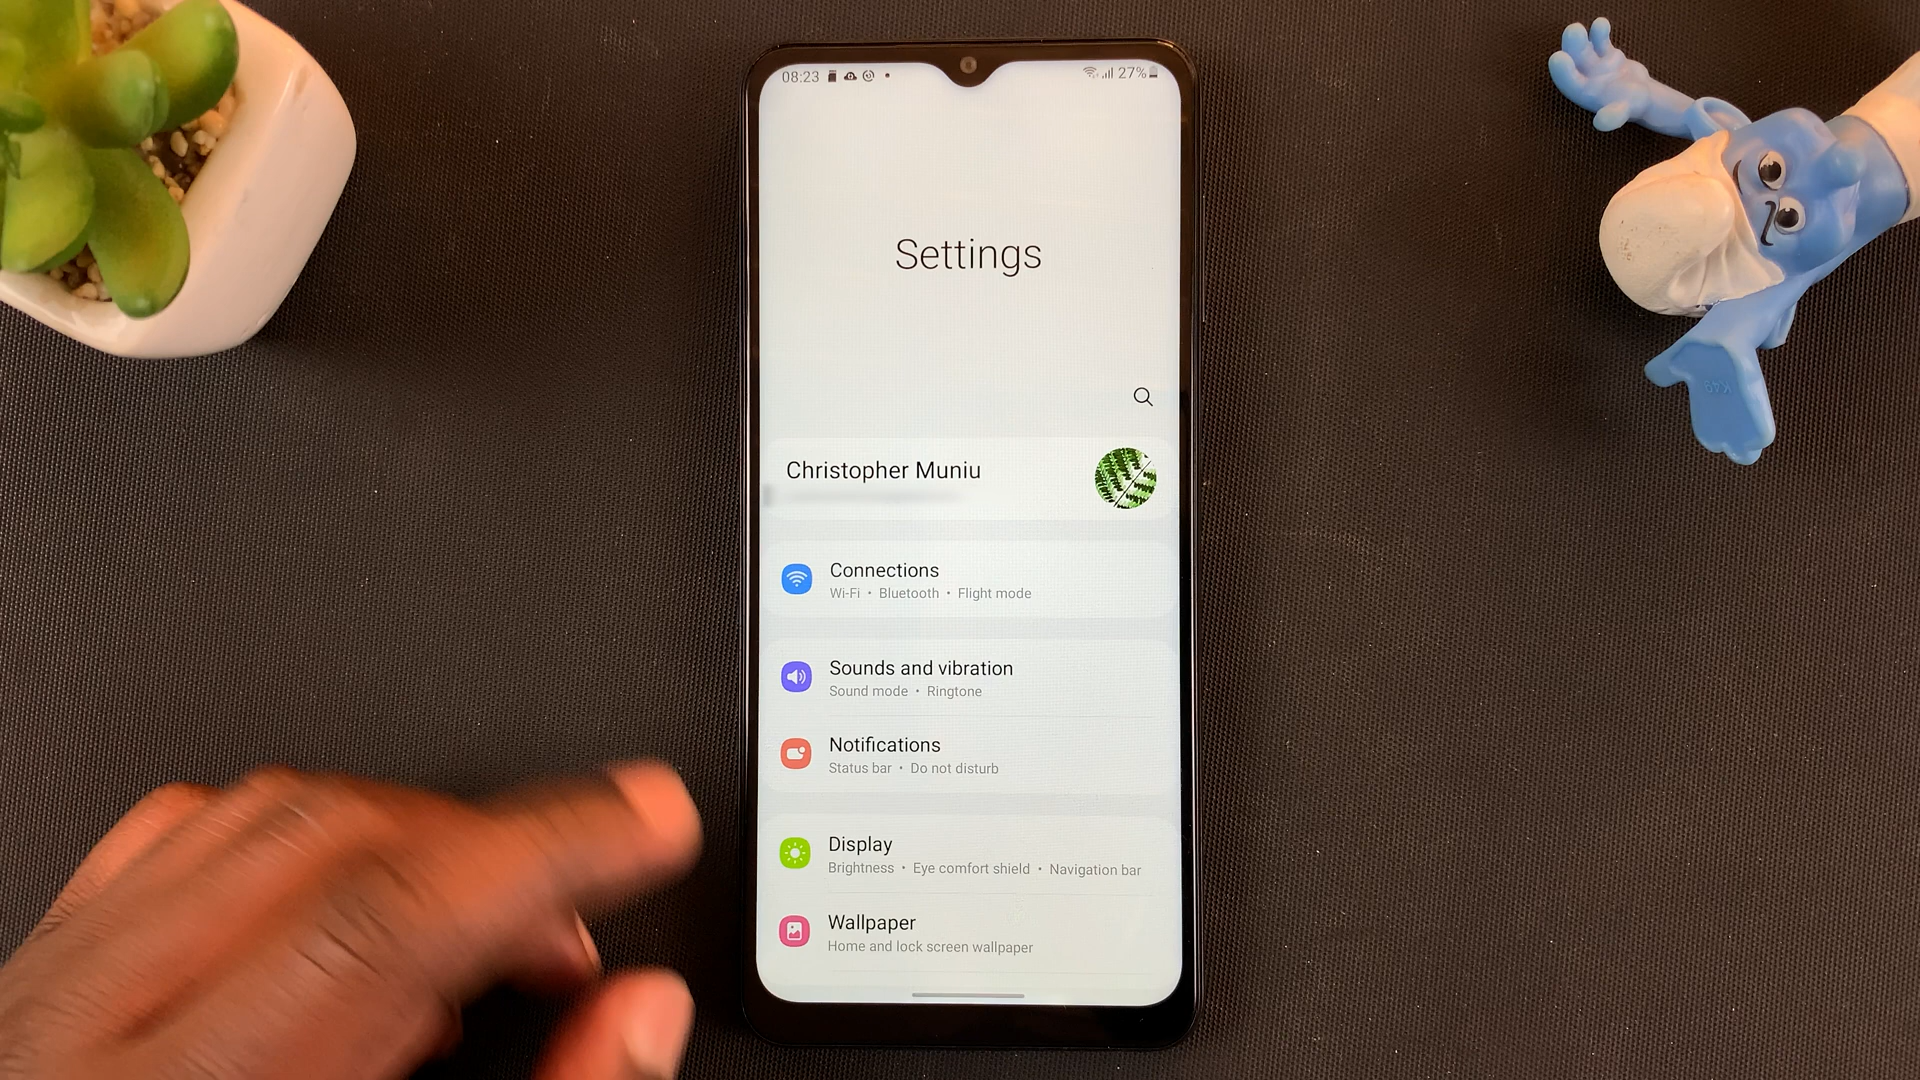 08:23 27%
Settings
Christopher Muniu
Connections
Wi-Fi • Bluetooth • Flight mode
Sounds and vibration
Sound mode • Ringtone
Notifications
Status bar • Do not disturb
Display
Brightness • Eye comfort shield • Navigation bar
Wallpaper
Home and lock screen wallpaper